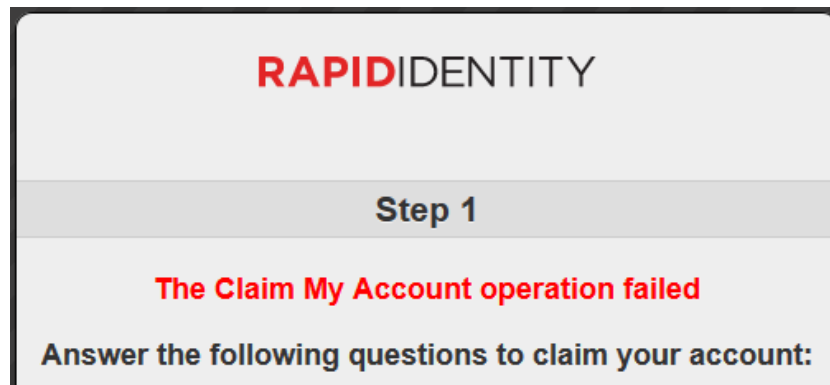 RAPIDIDENTITY
Step 1
The Claim My Account operation failed
Answer the following questions to claim your account: